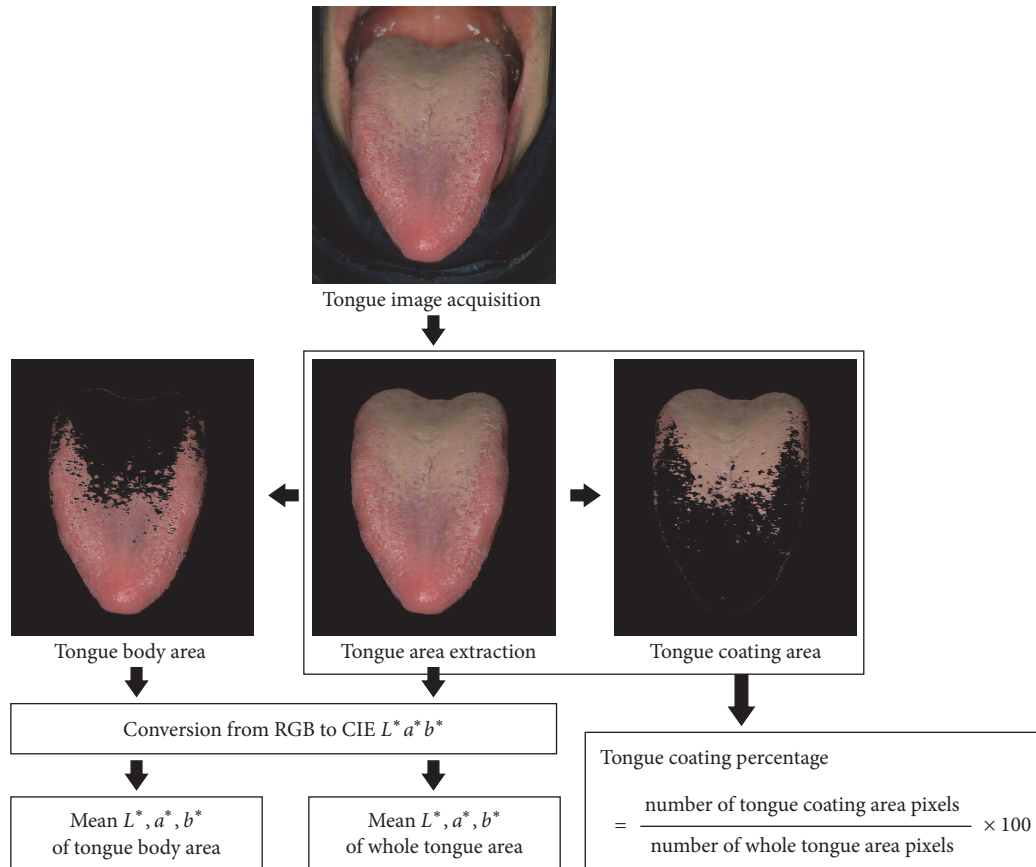 Tongue image acquisition
Tongue body area
Tongue area extraction
Tongue coating area
Conversion from RGB to CIE L* a* b*
Mean L*, a*, b*
of tongue body area
Mean L*, a*, b*
of whole tongue area
Tongue coating percentage
= number of tongue coating area pixels
number of whole tongue area pixels
× 100